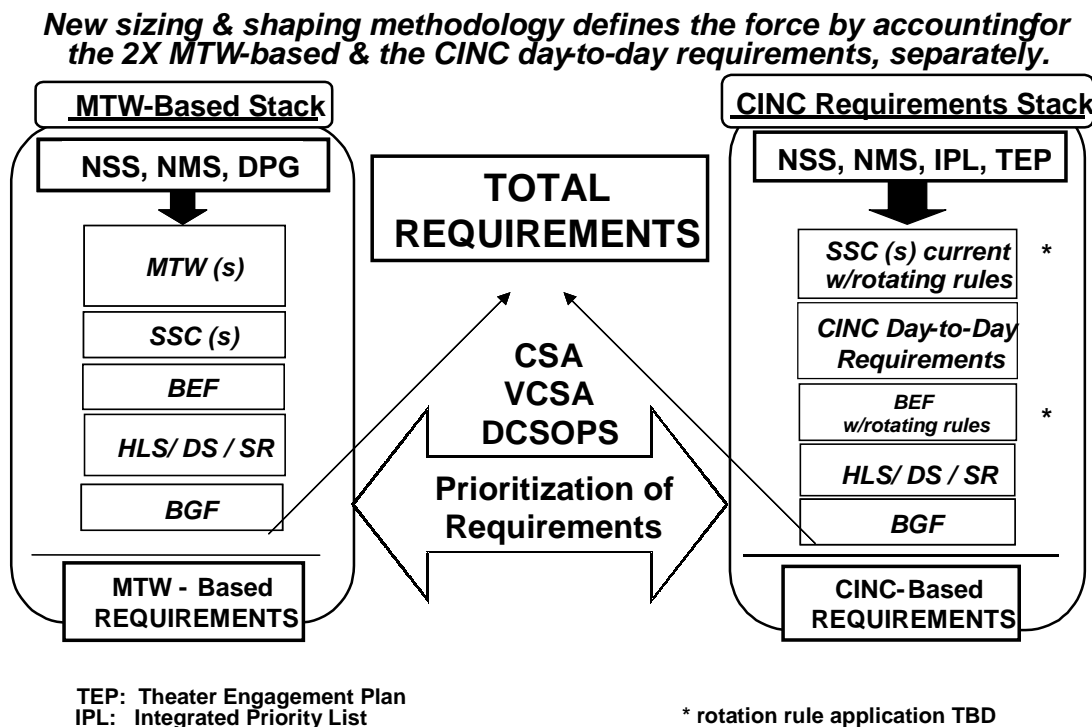 New sizing & shaping methodology defines the force by accountingfor
the 2X MTW-based & the CINC day-to-day requirements, separately.
MTW-Based Stack
NSS, NMS, DPG
MTW (s)
SSC (s)
BEF
HLS/ DS / SR
BGF
MTW - Based
REQUIREMENTS
TOTAL
REQUIREMENTS
CSA
VCSA
DCSOPS
Prioritization of
Requirements
CINC Requirements Stack
NSS, NMS, IPL, TEP
SSC (s) current
w/rotating rules
*
CINC Day-to-Day
Requirements
BEF
w/rotating rules
*
HLS/ DS / SR
BGF
CINC-Based
REQUIREMENTS
TEP: Theater Engagement Plan
IPL: Integrated Priority List
* rotation rule application TBD